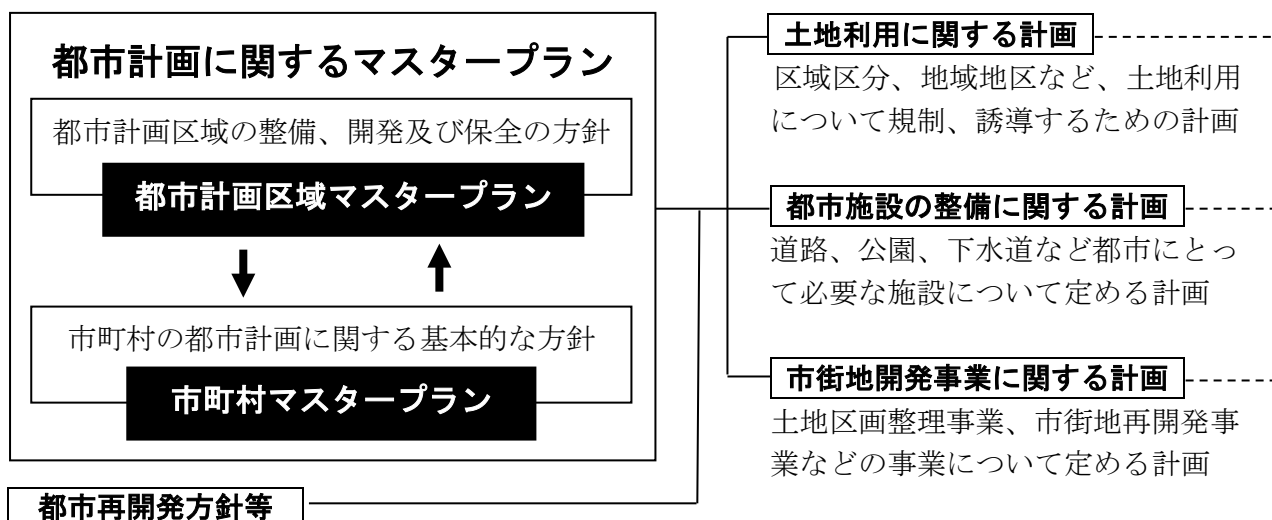 都市計画に関するマスタープラン
都市計画区域の整備、開発及び保全の方針
都市計画区域マスタープラン
市町村の都市計画に関する基本的な方針
市町村マスタープラン
都市再開発方針等
土地利用に関する計画
区域区分、地域地区など、土地利用
について規制、誘導するための計画
都市施設の整備に関する計画
道路、公園、下水道など都市にとっ
て必要な施設について定める計画
市街地開発事業に関する計画
土地区画整理事業、市街地再開発事
業などの事業について定める計画